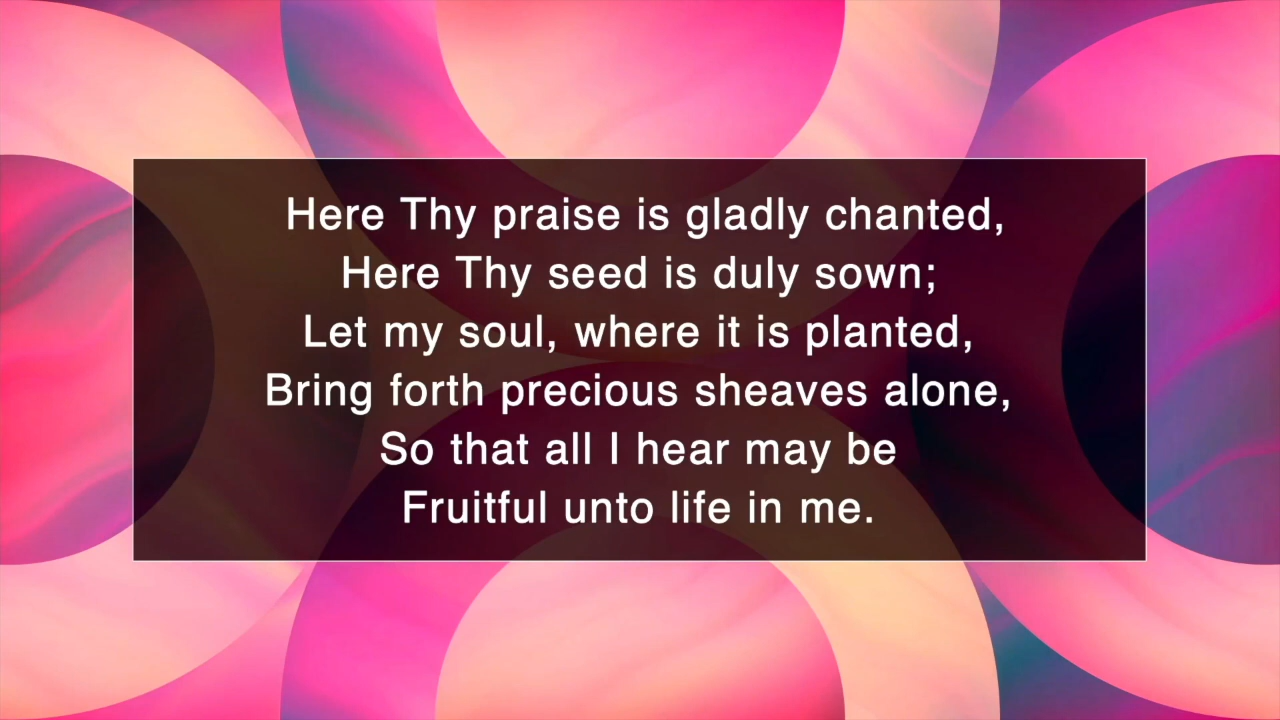 Here Thy praise is gladly chanted,
Here Thy seed is duly sown;
Let my soul, where it is planted,
Bring forth precious sheaves alone,
So that all I hear may be
Fruitful unto life in me.